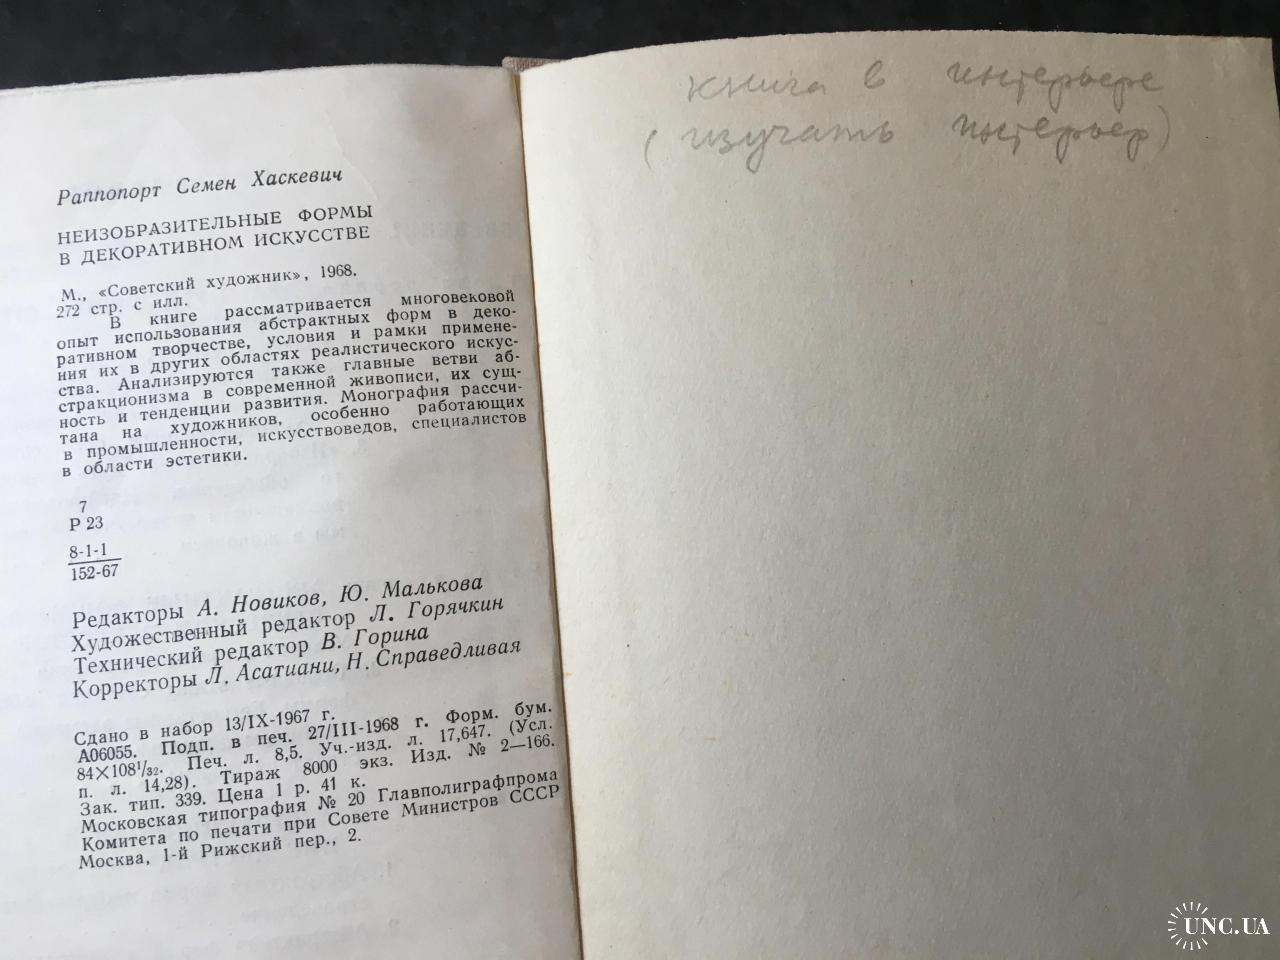 Раппопорт Семен Хаскевич
НЕИЗОБРАЗИТЕЛЬНЫЕ ФОРМЫ
В ДЕКОРАТИВНОМ ИСКУССТВЕ
М., «Советский художник», 1968.
272 стр. с илл.
В книге рассматривается многовековой
опыт использования абстрактных форм в деко-
ративном творчестве, условия и рамки примене-
ния их в других областях реалистического искус-
ства. Анализируются также главные ветви аб-
стракционизма в современной живописи, их сущ-
ность и тенденции развития. Монография рассчи-
тана на художников, особенно работающих
в промышленности, искусствоведов, специалистов
в области эстетики.
7
Р 23
8-1-1
152-67
Редакторы А. Новиков, Ю. Малькова
Художественный редактор Л. Горячкин
Технический редактор В. Горина
Корректоры Л. Асатиани, Н. Справедливая
Сдано в набор 13/IX-1967 г.
А06055. Подп. в печ. 27/III-1968 г. Форм. бум.
84×108¹/₃₂. Печ. л. 8,5. Уч.-изд. л. 17,647. (Усл.
п. л. 14,28). Тираж 8000 экз. Изд. № 2—166.
Зак. тип. 339. Цена 1 р. 41 к.
Московская типография № 20 Главполиграфпрома
Комитета по печати при Совете Министров СССР
Москва, 1-й Рижский пер., 2.
книга в интерьере
(изучать интерьер)
UNC.UA